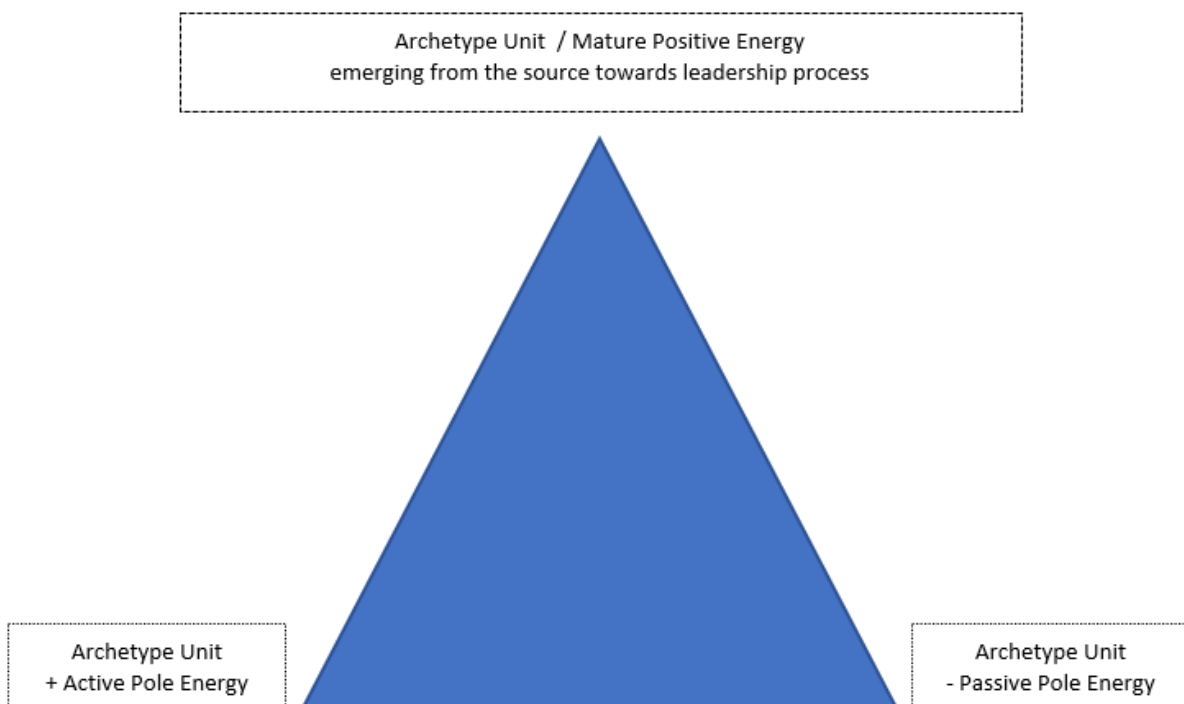 Archetype Unit / Mature Positive Energy
emerging from the source towards leadership process
Archetype Unit
+ Active Pole Energy
Archetype Unit
- Passive Pole Energy